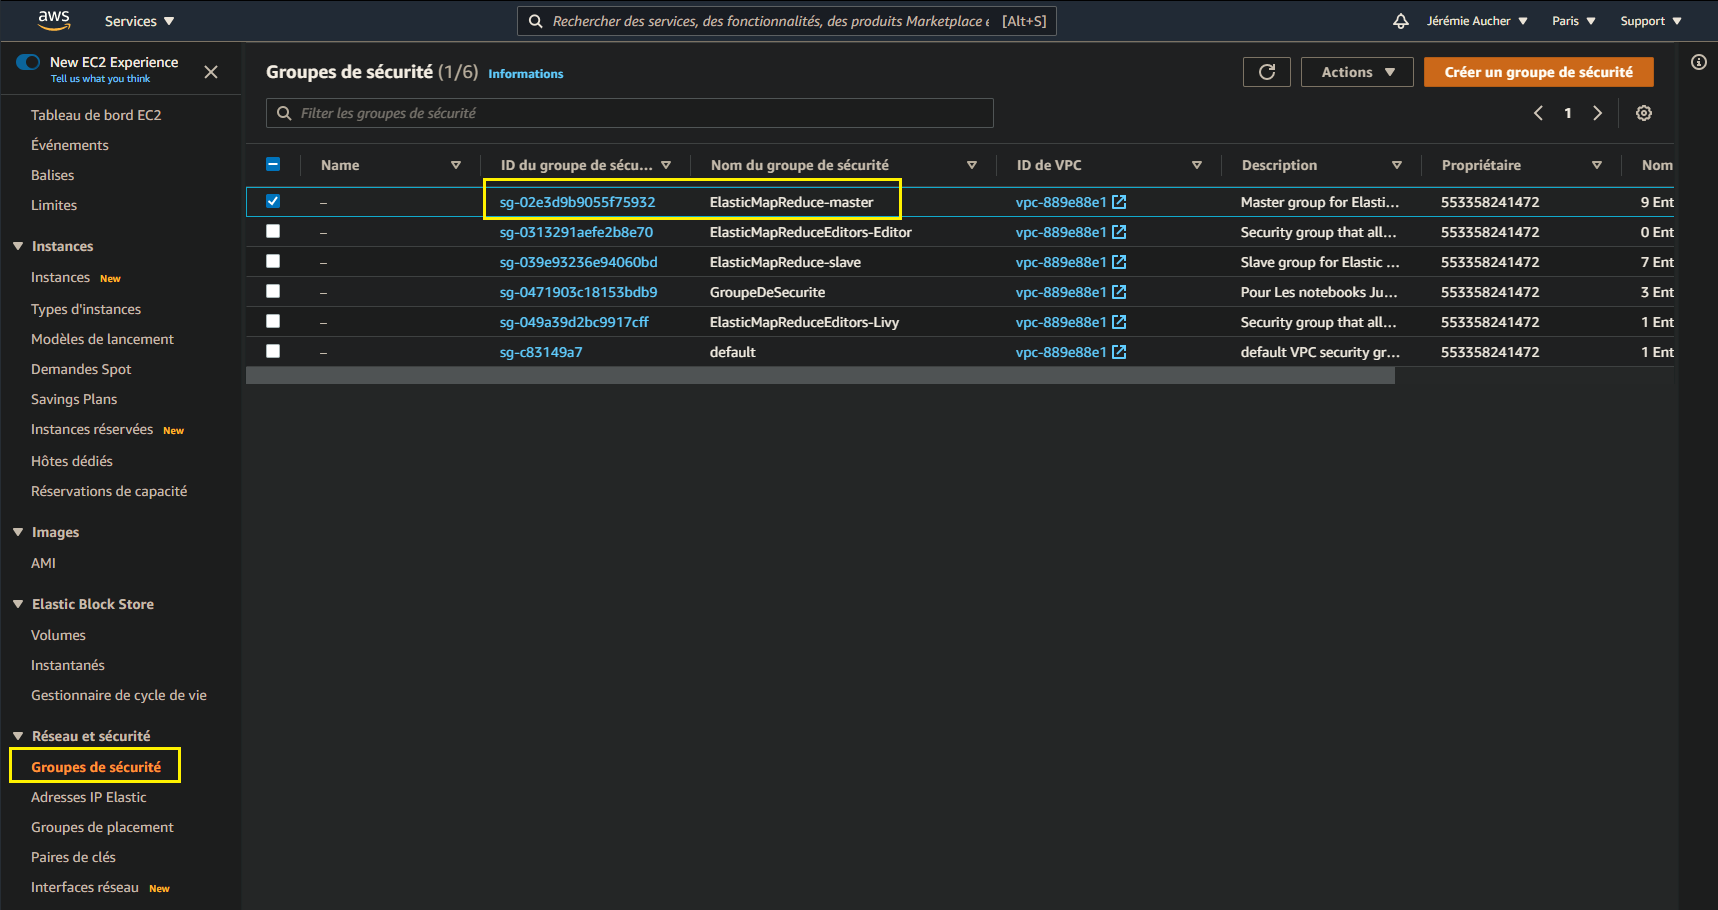 aws Services Rechercher des services, des fonctionnalités, des produits Marketplace e [Alt+S] Jérémie Aucher Paris Support
New EC2 Experience
Tell us what you think
Tableau de bord EC2
Événements
Balises
Limites
Instances
Instances New
Types d'instances
Modèles de lancement
Demandes Spot
Savings Plans
Instances réservées New
Hôtes dédiés
Réservations de capacité
Images
AMI
Elastic Block Store
Volumes
Instantanés
Gestionnaire de cycle de vie
Réseau et sécurité
Groupes de sécurité
Adresses IP Elastic
Groupes de placement
Paires de clés
Interfaces réseau New
Groupes de sécurité (1/6) Informations Actions Créer un groupe de sécurité
Filtrer les groupes de sécurité 1
Name ID du groupe de sécu... Nom du groupe de sécurité ID de VPC Description Propriétaire Nom
– sg-02e3d9b9055f75932 ElasticMapReduce-master vpc-889e88e1 Master group for Elasti... 553358241472 9 Ent
– sg-0313291aefe2b8e70 ElasticMapReduceEditors-Editor vpc-889e88e1 Security group that all... 553358241472 0 Ent
– sg-039e93236e94060bd ElasticMapReduce-slave vpc-889e88e1 Slave group for Elastic ... 553358241472 7 Ent
– sg-0471903c18153bdb9 GroupeDeSecurite vpc-889e88e1 Pour Les notebooks Ju... 553358241472 3 Ent
– sg-049a39d2bc9917cff ElasticMapReduceEditors-Livy vpc-889e88e1 Security group that all... 553358241472 1 Ent
– sg-c83149a7 default vpc-889e88e1 default VPC security gr... 553358241472 1 Ent